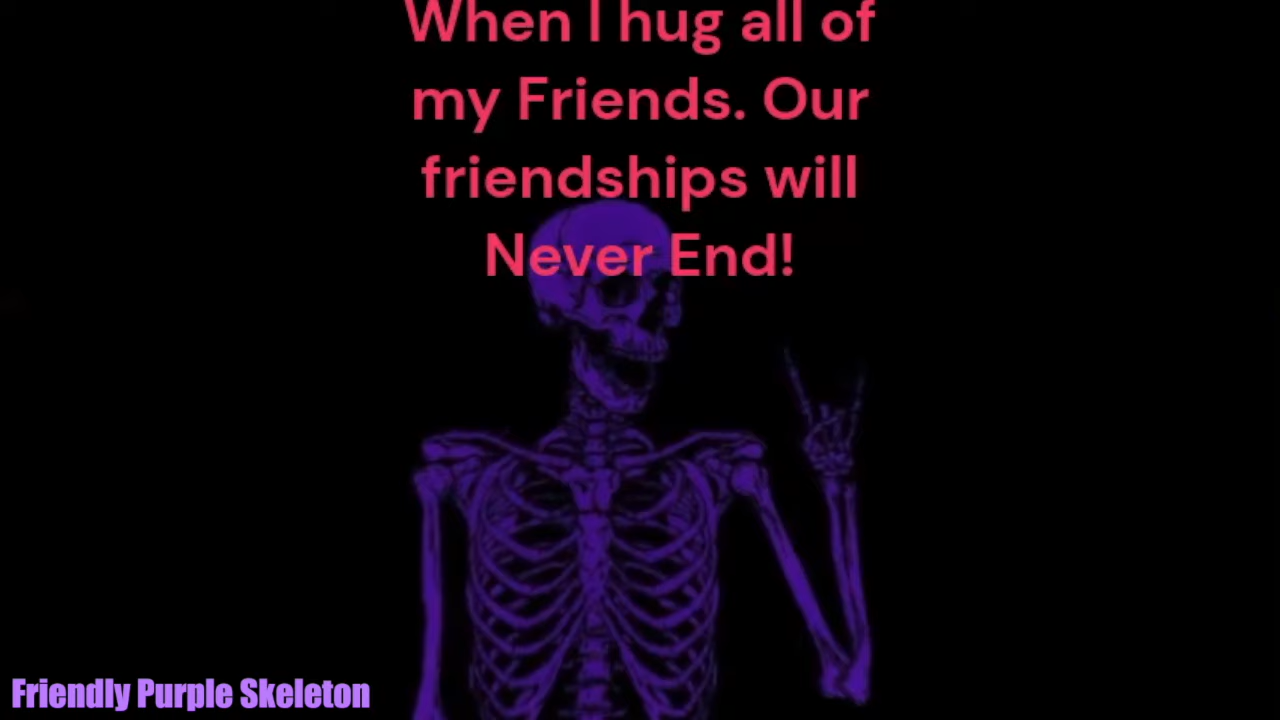 When I hug all of
my Friends. Our
friendships will
Never End!
Friendly Purple Skeleton